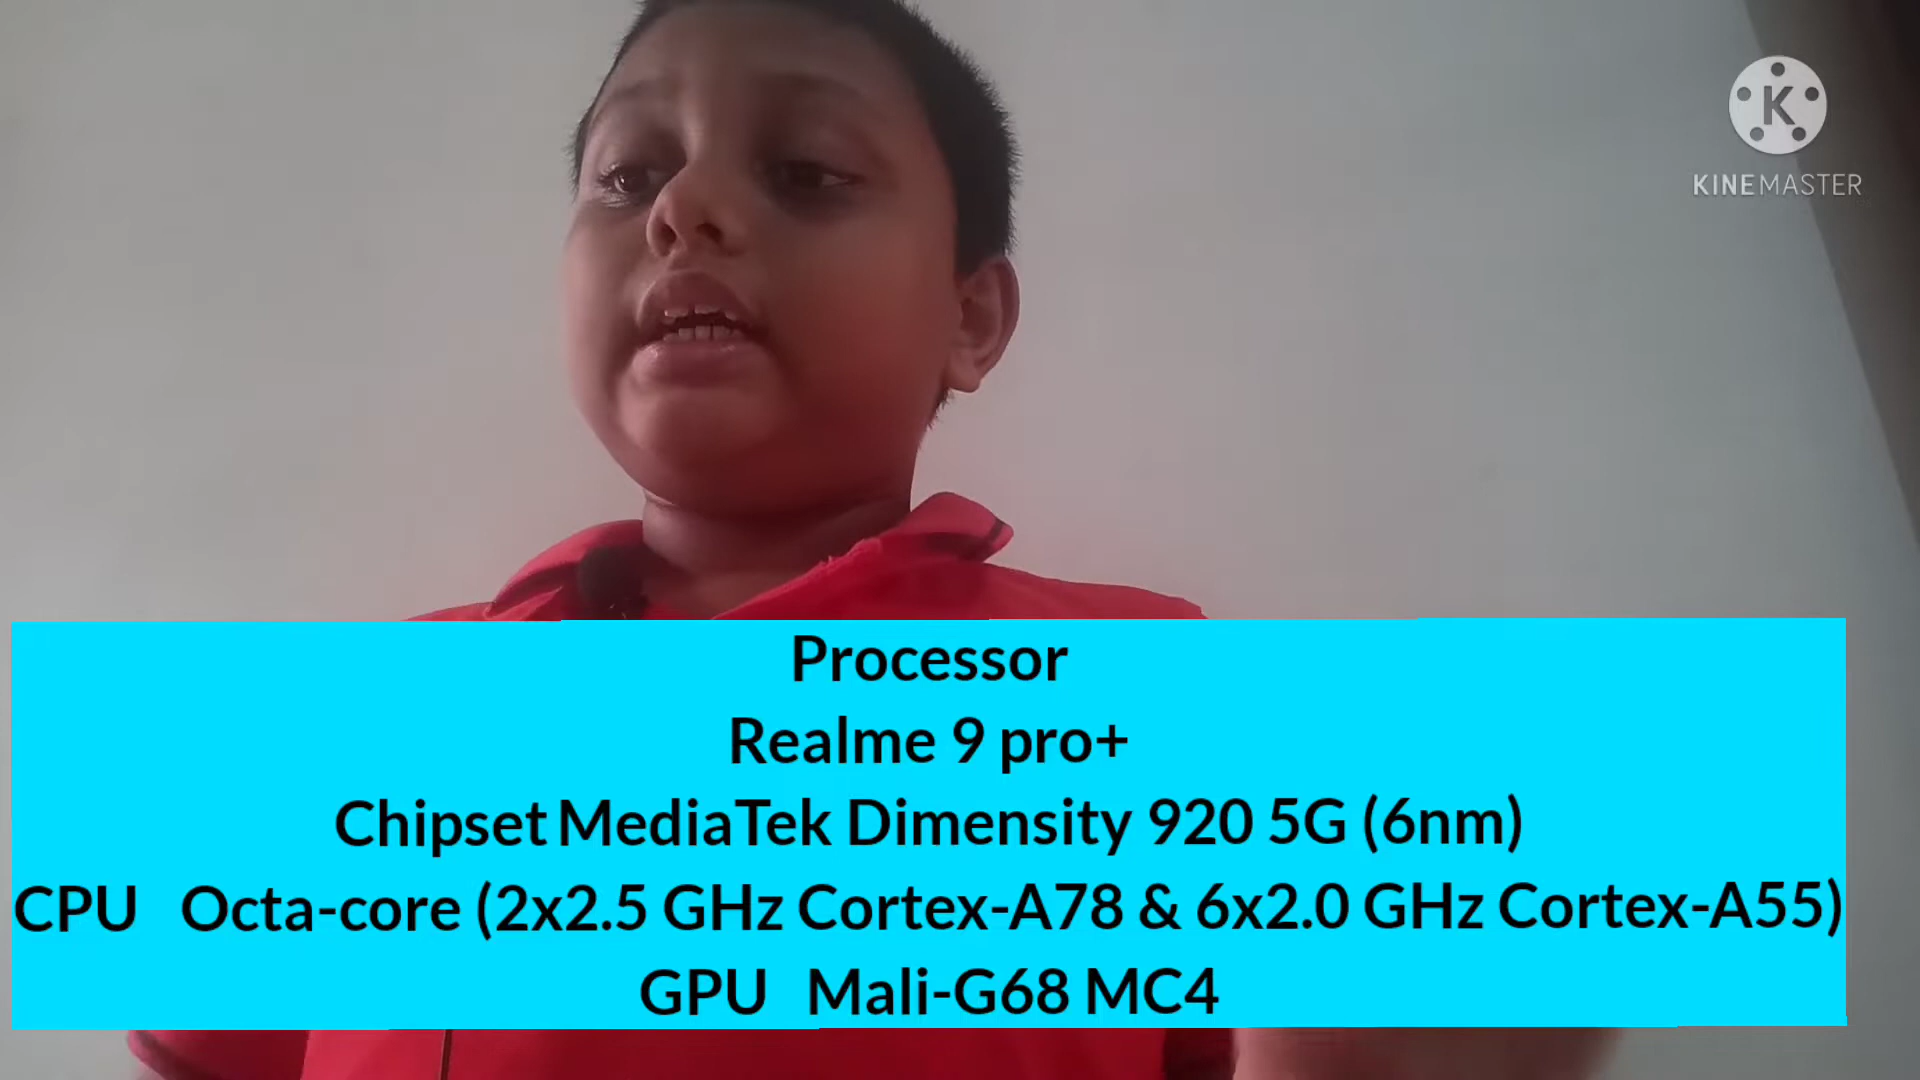 K
KINEMASTER
Processor
Realme 9 pro+
Chipset MediaTek Dimensity 920 5G (6nm)
CPU Octa-core (2x2.5 GHz Cortex-A78 & 6x2.0 GHz Cortex-A55)
GPU Mali-G68 MC4